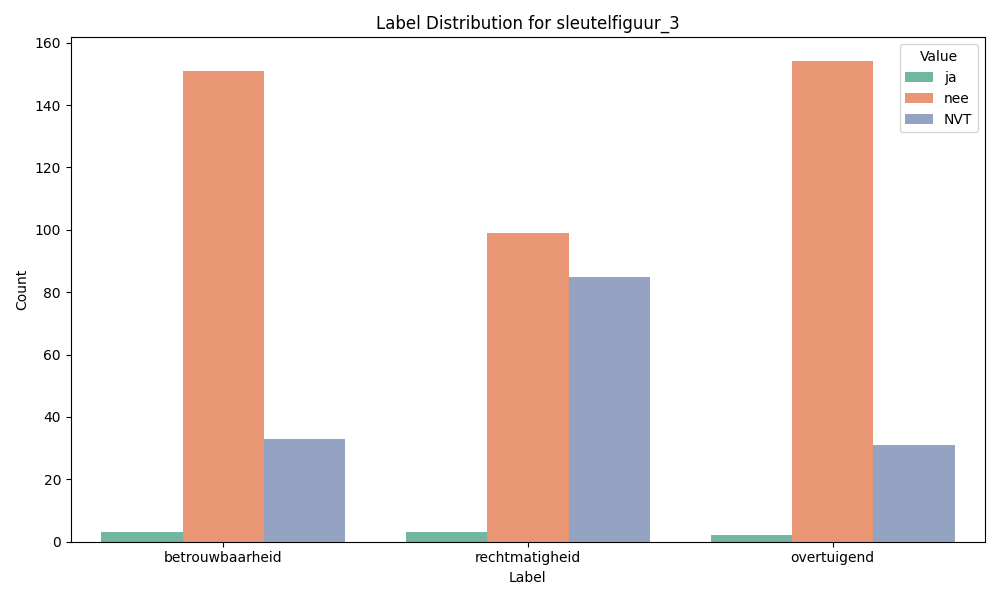 Label Distribution for sleutelfiguur_3
Value
ja
nee
NVT
Count
160
140
120
100
80
60
40
20
0
betrouwbaarheid
rechtmatigheid
overtuigend
Label